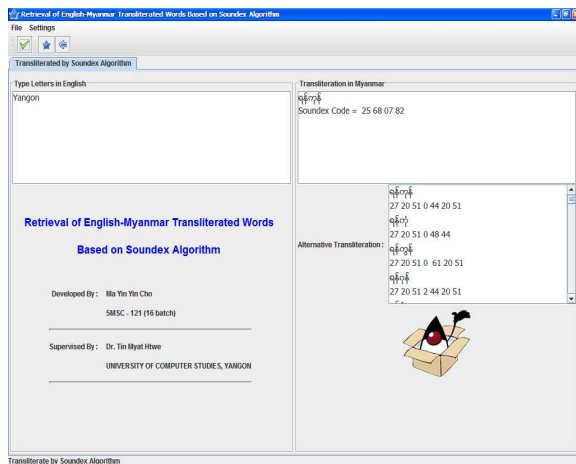 Retrieval of English-Myanmar Transliterated Words Based on Soundex Algorithm
File Settings
Transliterated by Soundex Algorithm
Type Letters in English
Yangon
Transliteration in Myanmar
ရန်ကုန်
Soundex Code = 25 68 07 82
Retrieval of English-Myanmar Transliterated Words
Based on Soundex Algorithm
Developed By : Ma Yin Yin Cho
5MSC - 121 (16 batch)
Supervised By : Dr. Tin Myat Htwe
UNIVERSITY OF COMPUTER STUDIES, YANGON
Alternative Transliteration :
ရန်ကုန်
27 20 51 0 44 20 51
27 20 51 0 48 44
27 20 51 0 61 20 51
27 20 51 2 44 20 51
Transliterate by Soundex Algorithm